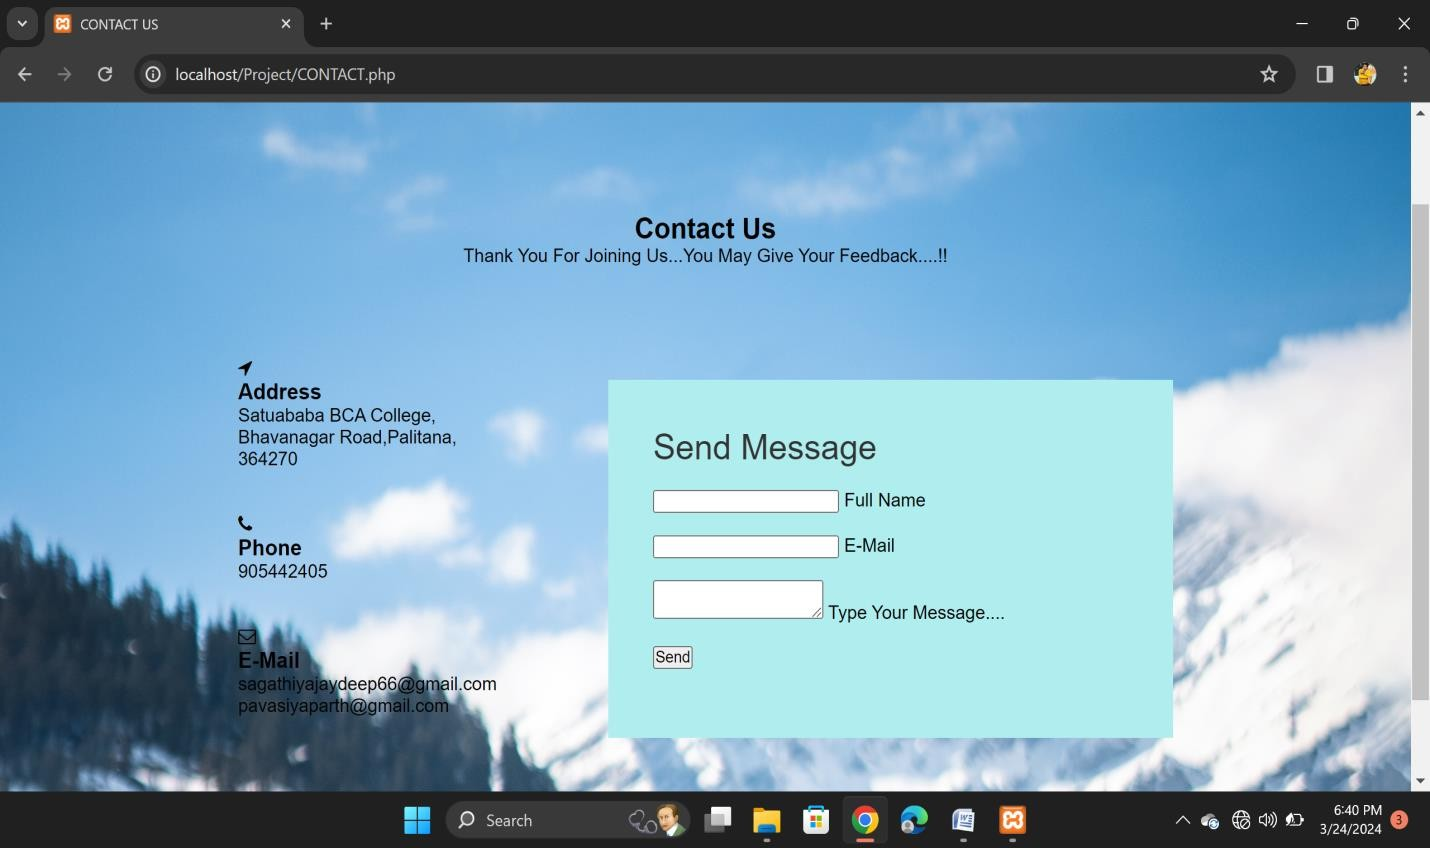 CONTACT US
localhost/Project/CONTACT.php
Contact Us
Thank You For Joining Us...You May Give Your Feedback....!!
Address
Satuababa BCA College,
Bhavanagar Road,Palitana,
364270
Phone
905442405
E-Mail
sagathiyajaydeep66@gmail.com
pavasiyaparth@gmail.com
Send Message
Full Name
E-Mail
Type Your Message....
Send
Search
6:40 PM
3/24/2024
3